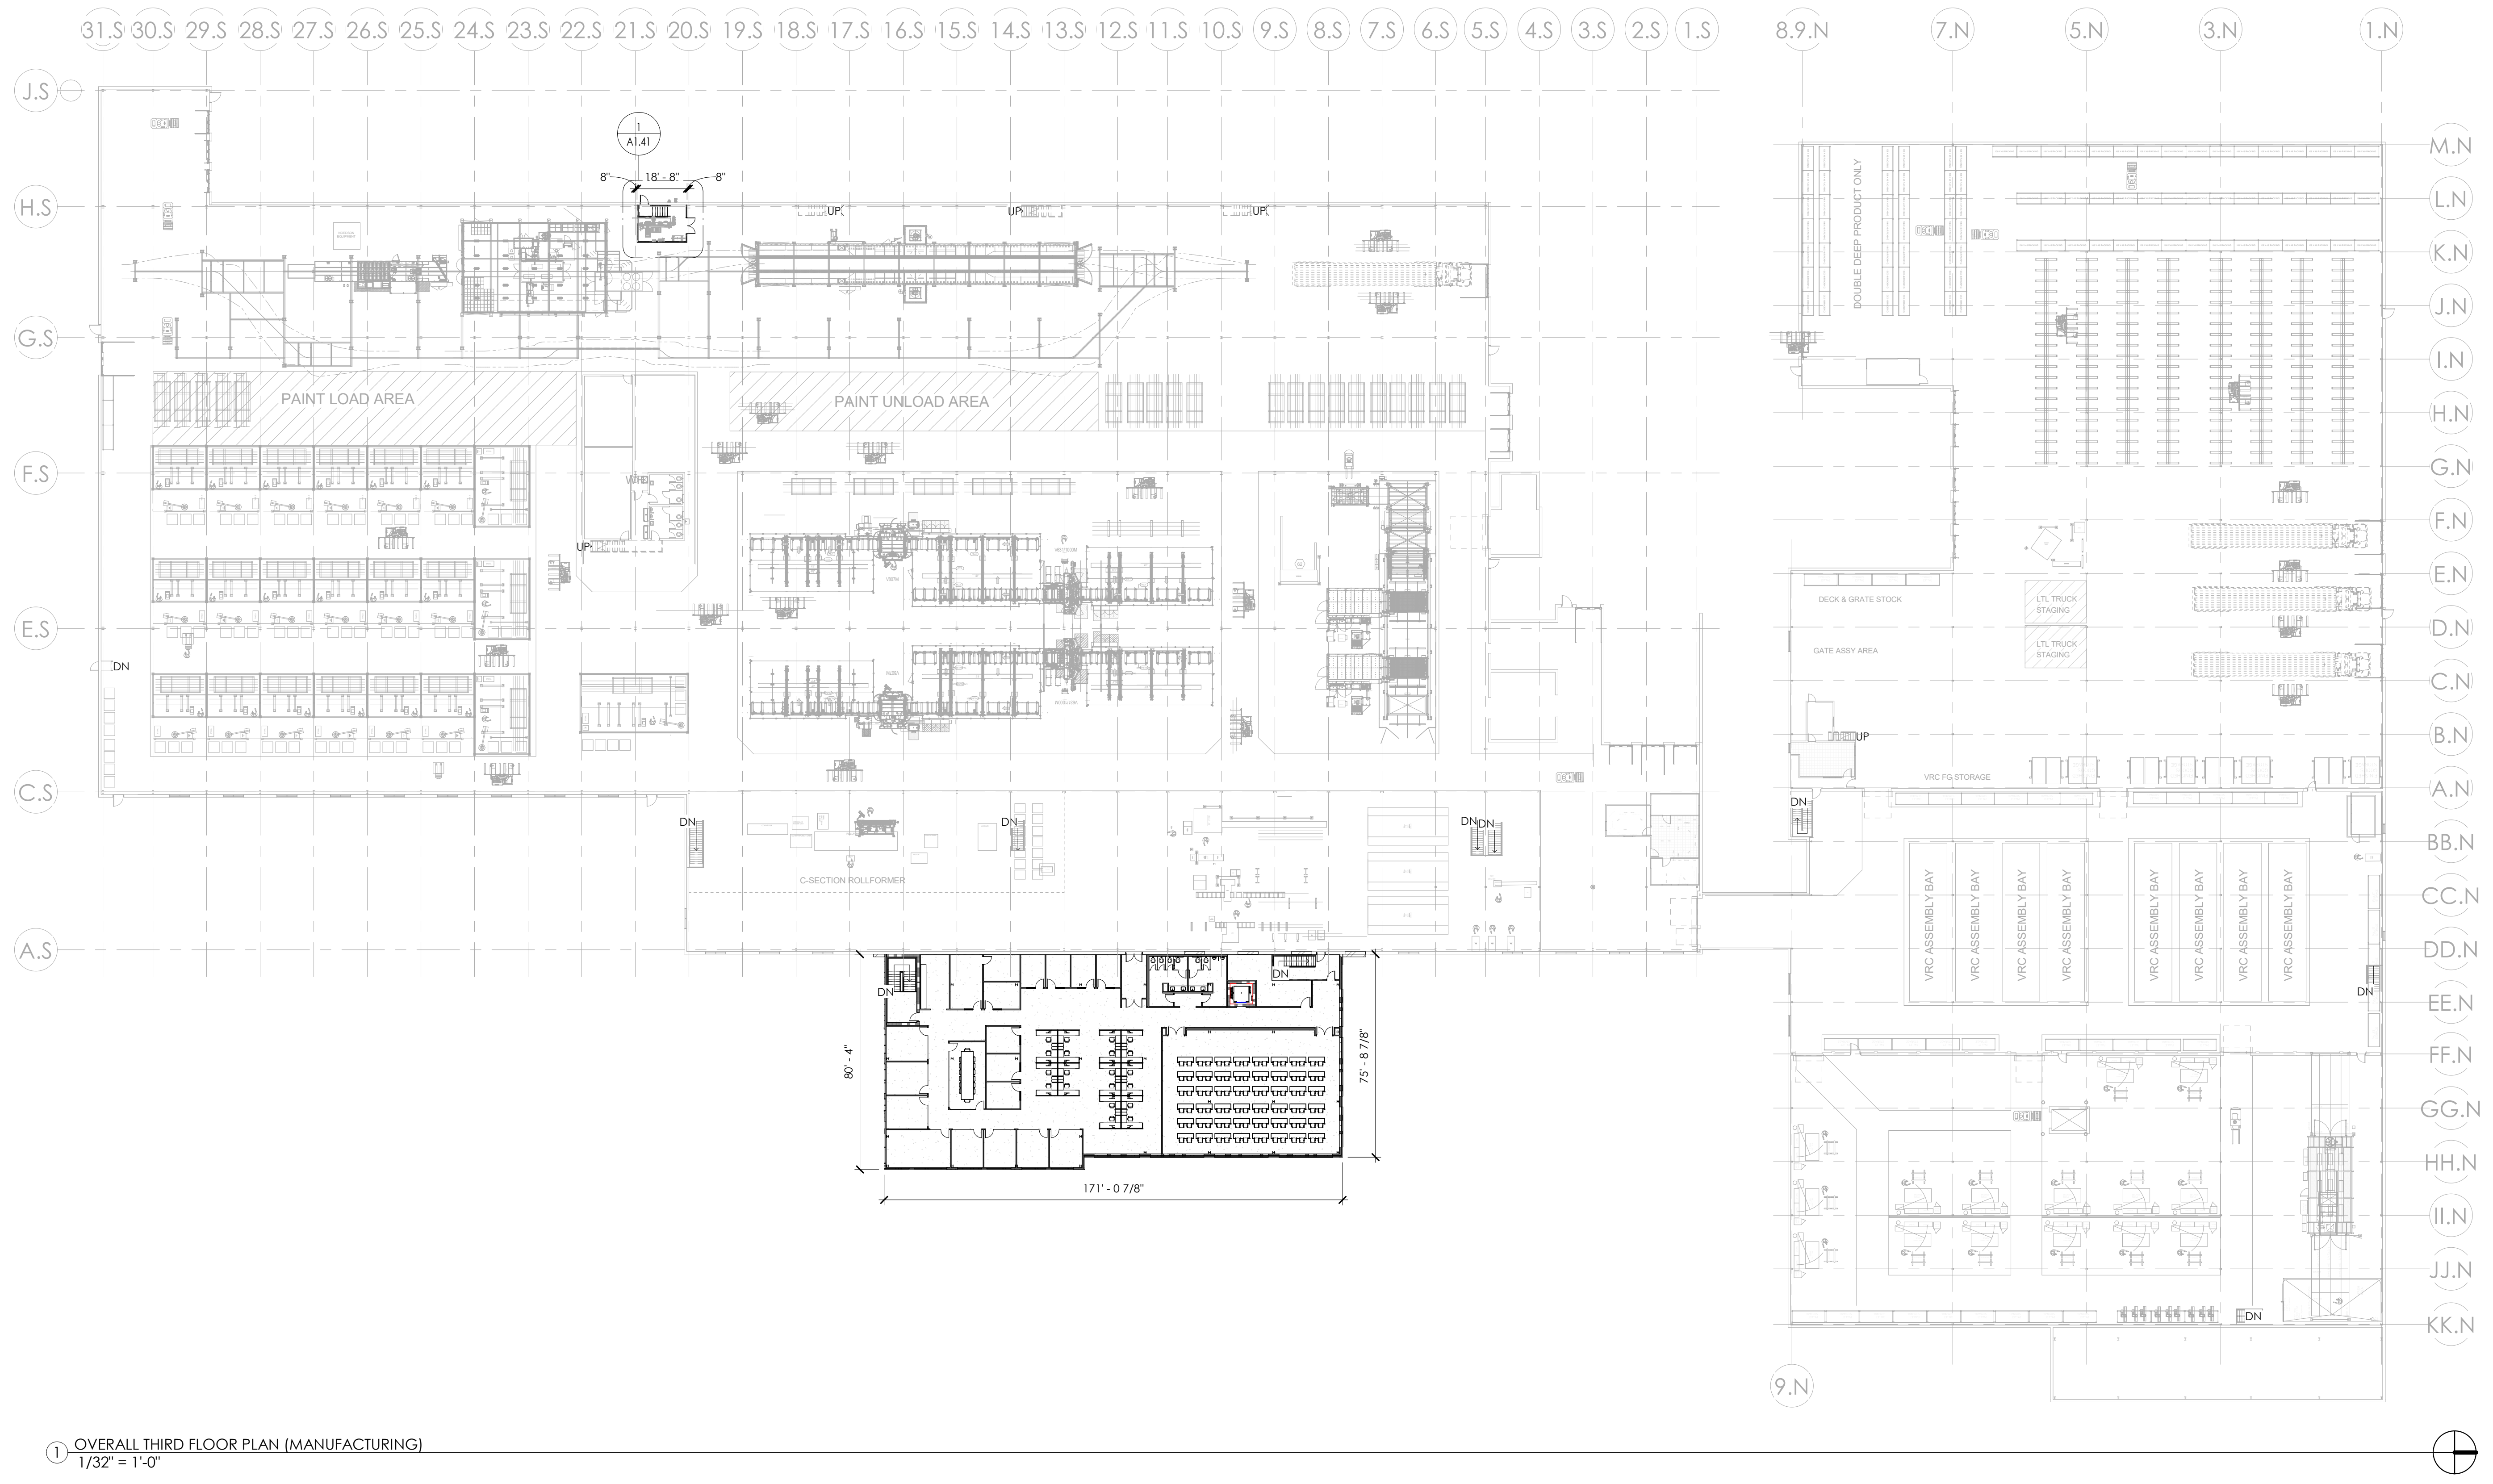 31.S 30.S 29.S 28.S 27.S 26.S 25.S 24.S 23.S 22.S 21.S 20.S 19.S 18.S 17.S 16.S 15.S 14.S 13.S 12.S 11.S 10.S 9.S 8.S 7.S 6.S 5.S 4.S 3.S 2.S 1.S 8.9.N 7.N 5.N 3.N 1.N
J.S
1
A1.41
M.N
8" 18' - 8" 8"
DOUBLE DEEP PRODUCT ONLY
H.S
UP UP UP
L.N
K.N
J.N
G.S
I.N
PAINT LOAD AREA
PAINT UNLOAD AREA
H.N
F.S
G.N
F.N
UP
E.N
DECK & GRATE STOCK
LTL TRUCK
STAGING
E.S
D.N
GATE ASSY AREA
LTL TRUCK
STAGING
DN
C.N
UP
B.N
VRC FG STORAGE
C.S
A.N
DN
DN
DN
DN DN
BB.N
C-SECTION ROLLFORMER
VRC ASSEMBLY BAY
VRC ASSEMBLY BAY
VRC ASSEMBLY BAY
VRC ASSEMBLY BAY
VRC ASSEMBLY BAY
VRC ASSEMBLY BAY
VRC ASSEMBLY BAY
VRC ASSEMBLY BAY
CC.N
A.S
DD.N
DN
DN
DN
EE.N
80' - 4"
75' - 8 7/8"
FF.N
GG.N
HH.N
171' - 0 7/8"
II.N
JJ.N
DN
KK.N
9.N
1
OVERALL THIRD FLOOR PLAN (MANUFACTURING)
1/32" = 1'-0"